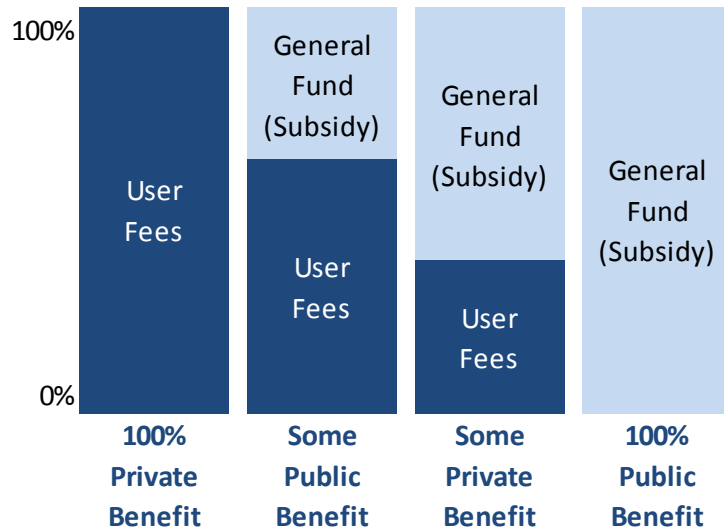 100%
0%
User
Fees
General
Fund
(Subsidy)
User
Fees
General
Fund
(Subsidy)
User
Fees
General
Fund
(Subsidy)
100%
Private
Benefit
Some
Public
Benefit
Some
Private
Benefit
100%
Public
Benefit